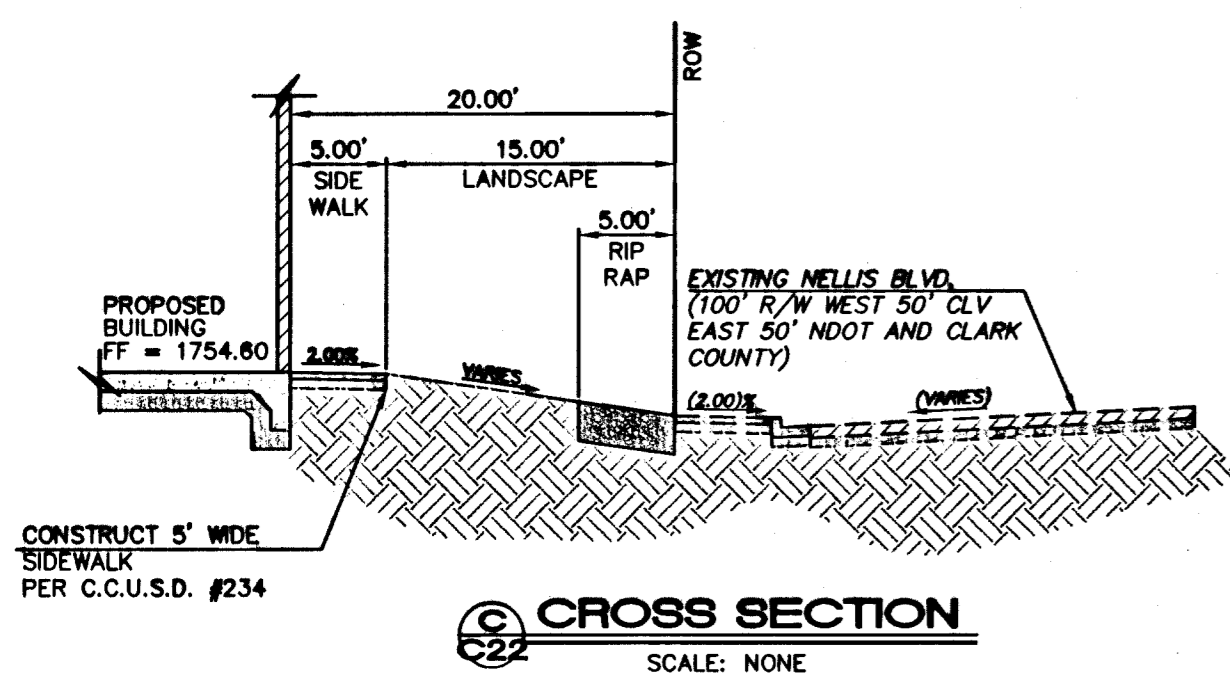 ROW
20.00'
5.00'
SIDE
WALK
15.00'
LANDSCAPE
5.00'
RIP
RAP
EXISTING NELLIS BLVD.
(100' R/W WEST 50' CLV
EAST 50' NDOT AND CLARK
COUNTY)
PROPOSED
BUILDING
FF = 1754.60
2.00%
VARIES
(2.00)%
(VARIES)
CONSTRUCT 5' WIDE
SIDEWALK
PER C.C.U.S.D. #234
C
C22
CROSS SECTION
SCALE: NONE